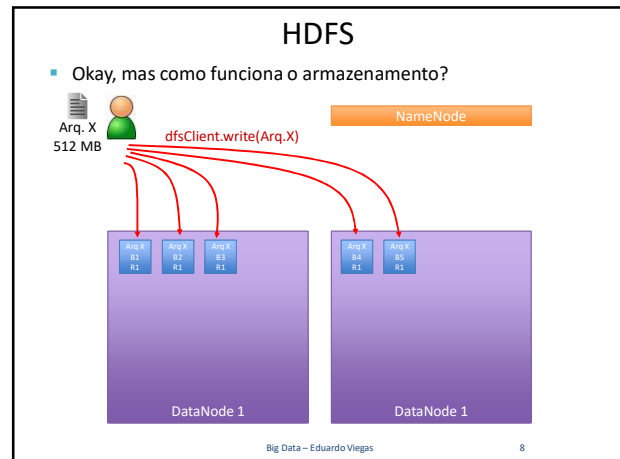 HDFS
Okay, mas como funciona o armazenamento?
Arq. X
512 MB
dfsClient.write(Arq.X)
NameNode
Arq X
B1
R1
Arq X
B2
R1
Arq X
B3
R1
Arq X
B4
R1
Arq X
B5
R1
DataNode 1
DataNode 1
Big Data – Eduardo Viegas
8